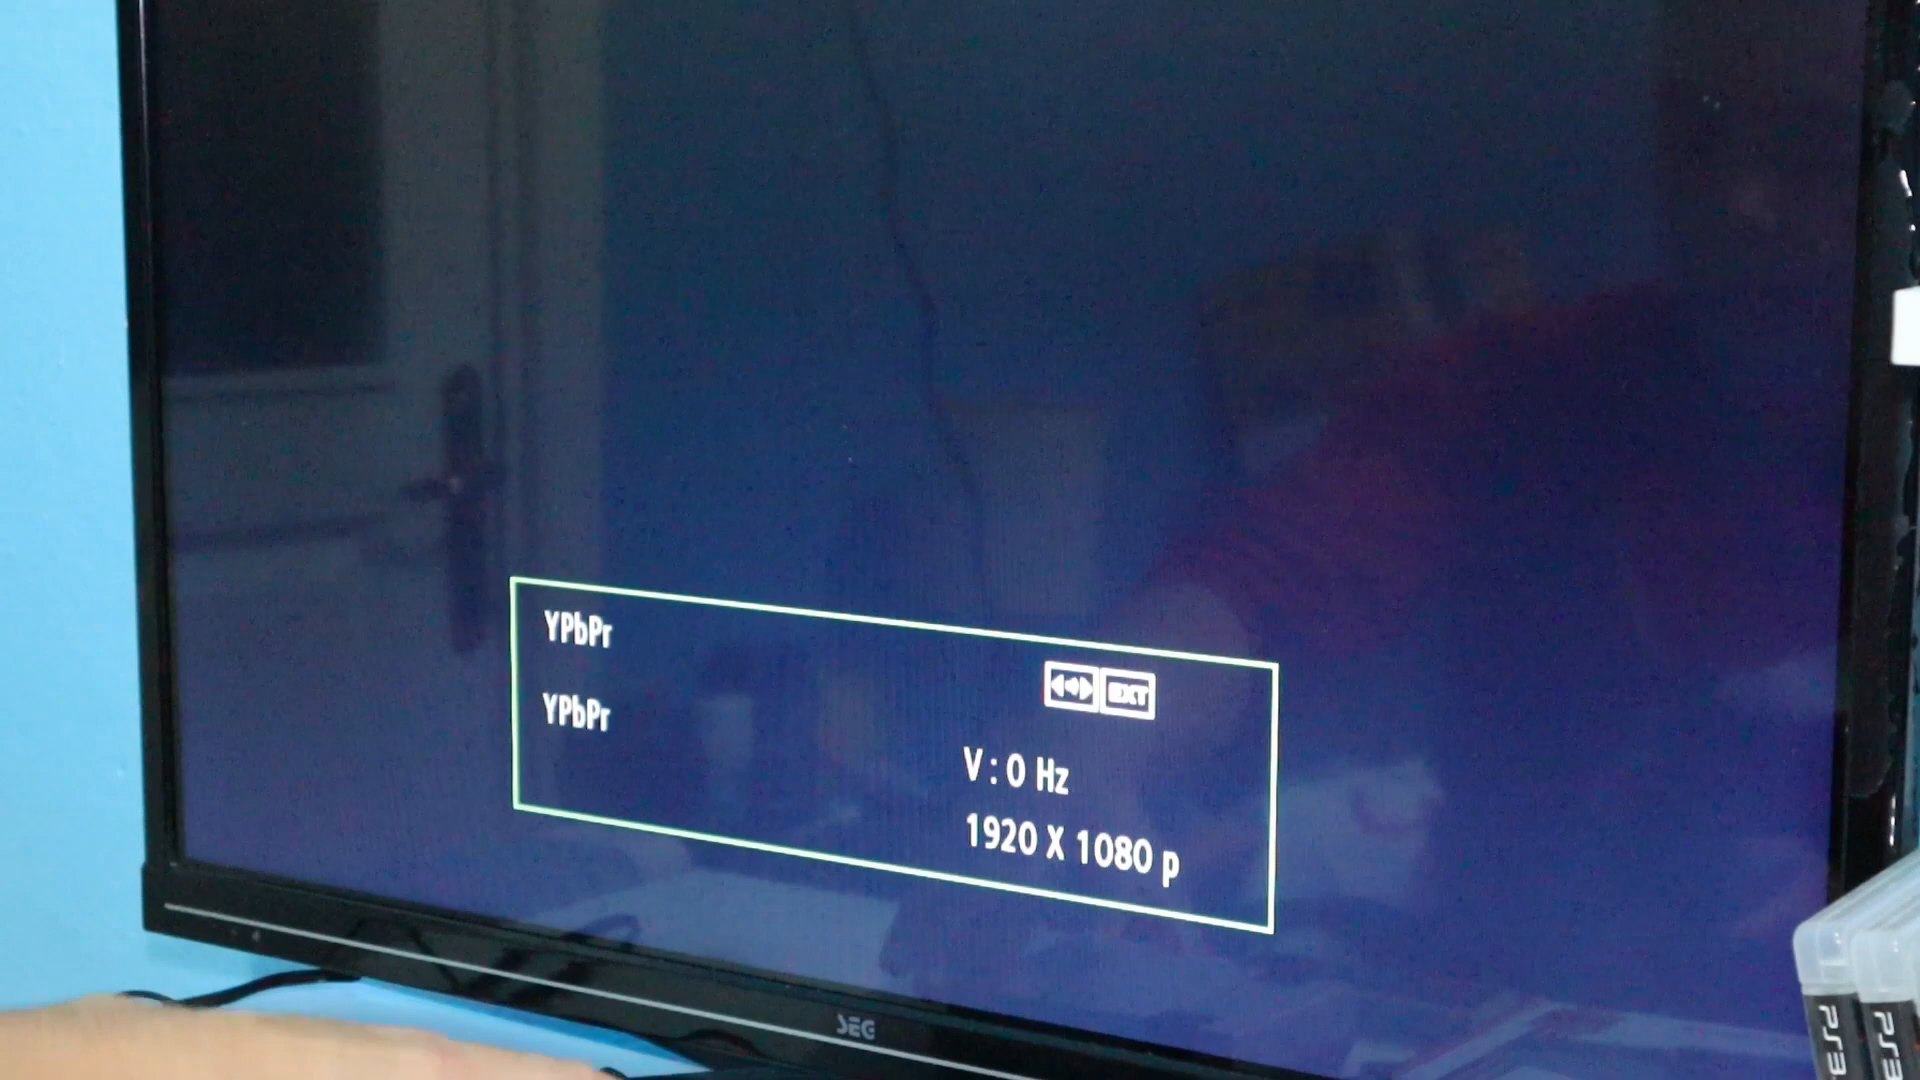 YPbPr
EXT
YPbPr
V : 0 Hz
1920 X 1080 p
SEG
PS3
PS3